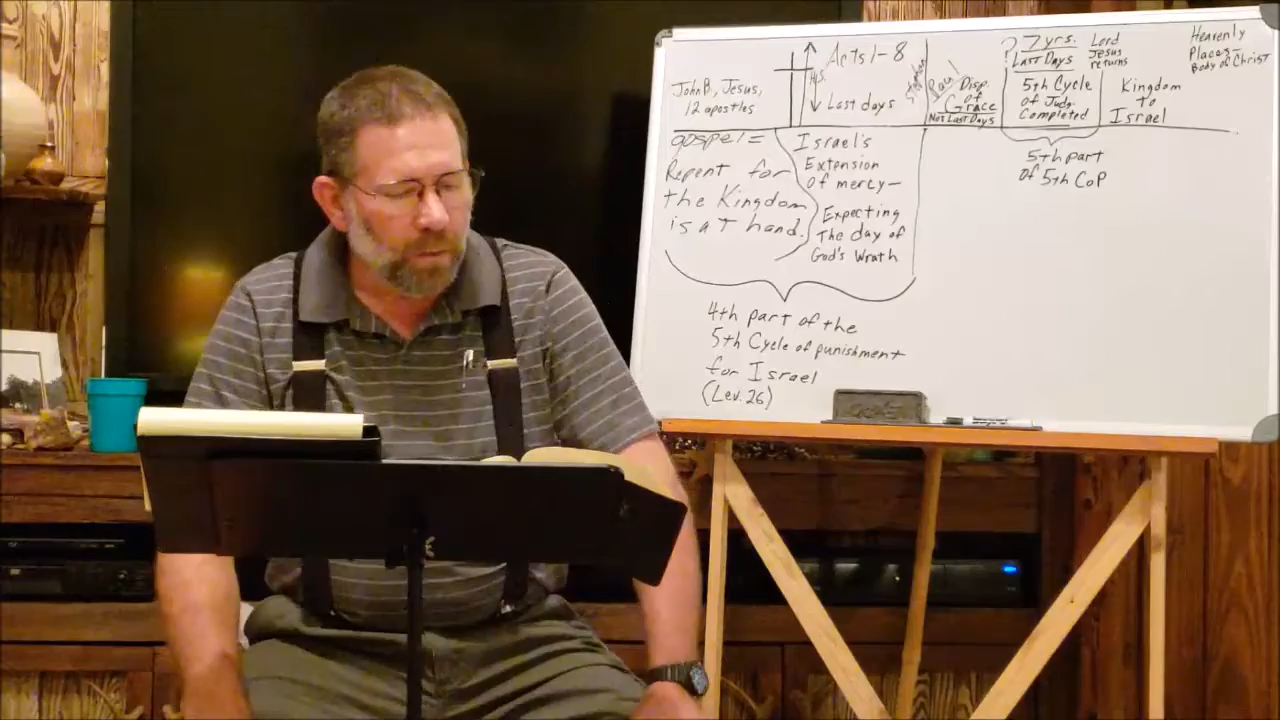 John B, Jesus,
12 apostles
Acts 1-8
H.S.
Last days
Stephen
Paul
Disp.
of
Grace
Not Last Days
? 7 yrs.
Last Days
5th Cycle
of Judg.
Completed
Lord
Jesus
returns
Kingdom
to
Israel
Heavenly
Places-
Body of Christ
gospel =
Repent for
the Kingdom
is at hand.
Israel's
Extension
of mercy-
Expecting
The day of
God's Wrath
5th part
of 5th CoP
4th part of the
5th Cycle of punishment
for Israel
(Lev. 26)